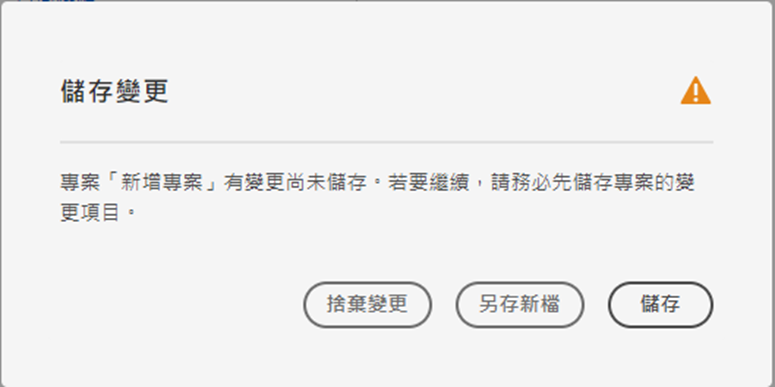 儲存變更
專案「新增專案」有變更尚未儲存。若要繼續，請務必先儲存專案的變
更項目。
捨棄變更
另存新檔
儲存